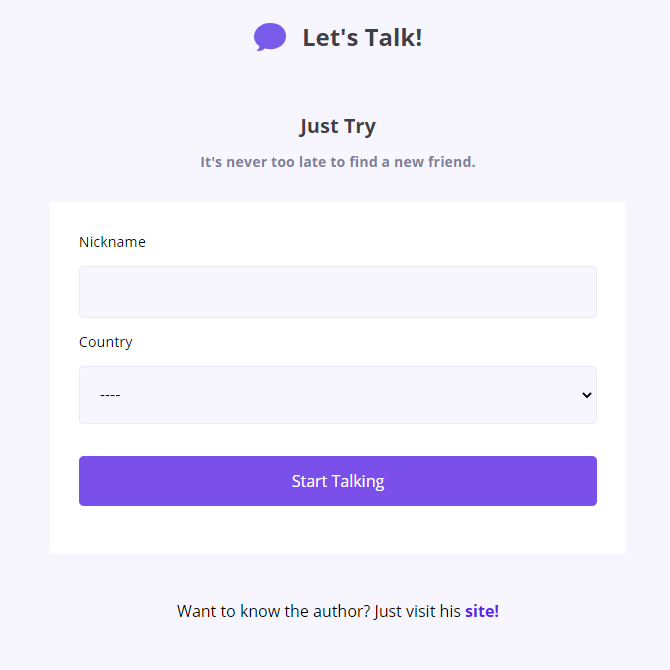 Let's Talk!
Just Try
It's never too late to find a new friend.
Nickname
Country
----
Start Talking
Want to know the author? Just visit his site!